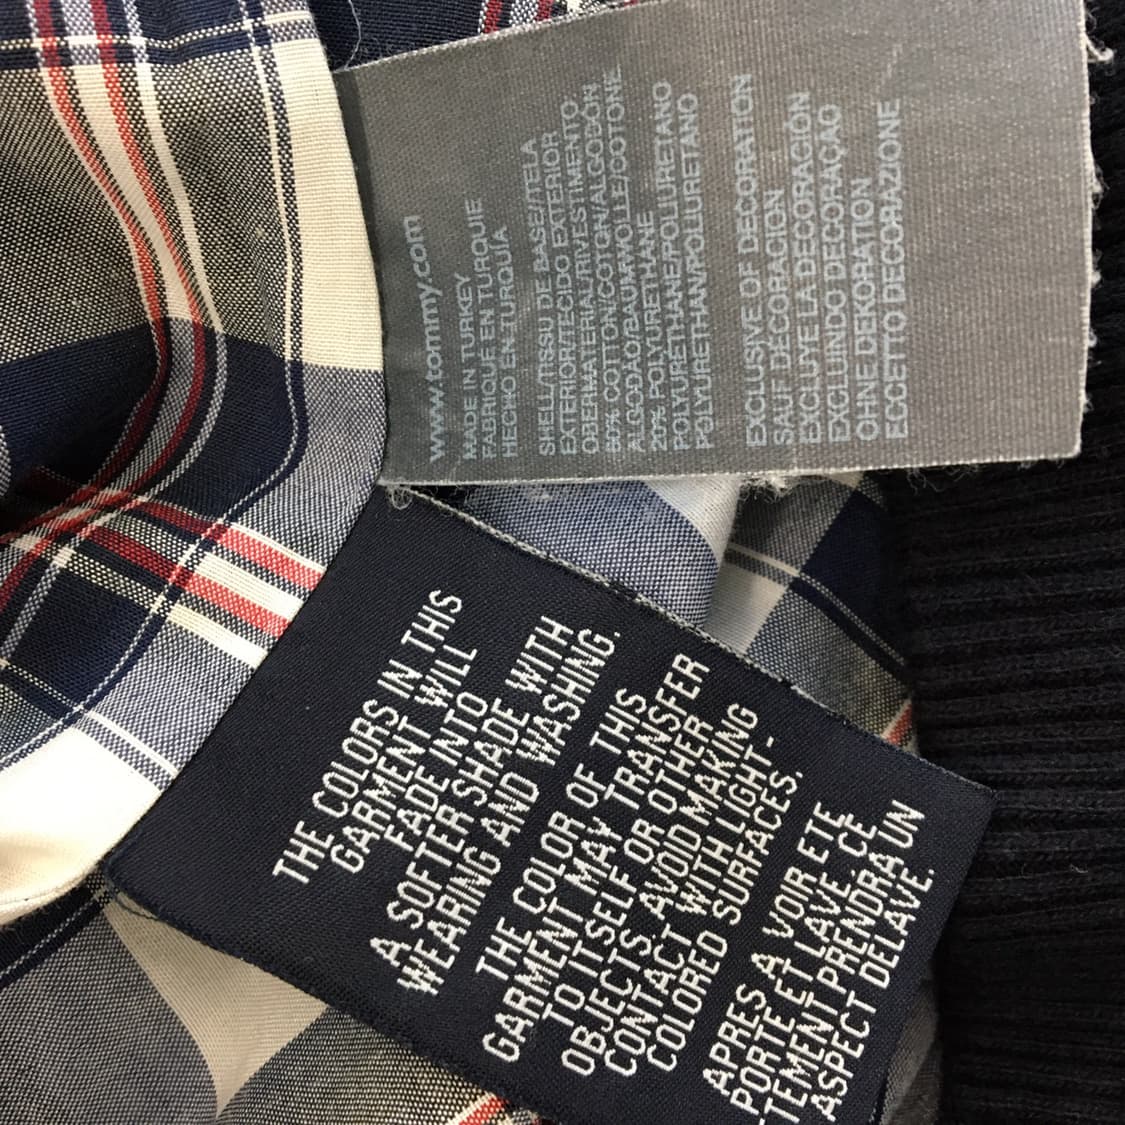 www.tommy.com
MADE IN TURKEY
FABRIQUÉ EN TURQUIE
HECHO EN TURQUÍA
SHELL/TISSU DE BASE/TELA
EXTERIOR/TECIDO EXTERIOR
OBERMATERIAL/RIVESTIMENTO
80% COTTON/COTON/ALGODÓN
ALGODÃO/BAUMWOLLE/COTONE
20% POLYURETHANE
POLYURÉTHANE/POLIURETANO
POLYURETHAN/POLIURETANO
EXCLUSIVE OF DECORATION
SAUF DÉCORATION
EXCLUYE LA DECORACIÓN
EXCLUINDO DECORAÇÃO
OHNE DEKORATION
ECCETTO DECORAZIONE
THE COLORS IN THIS
GARMENT WILL
FADE INTO
A SOFTER SHADE WITH
WEARING AND WASHING.
THE COLOR OF THIS
GARMENT MAY TRANSFER
TO ITSELF OR OTHER
OBJECTS. AVOID MAKING
CONTACT WITH LIGHT-
COLORED SURFACES.
APRES A VOIR ETE
PORTE ET LAVE, CE
TEMENT PRENDRA UN
ASPECT DELAVE.